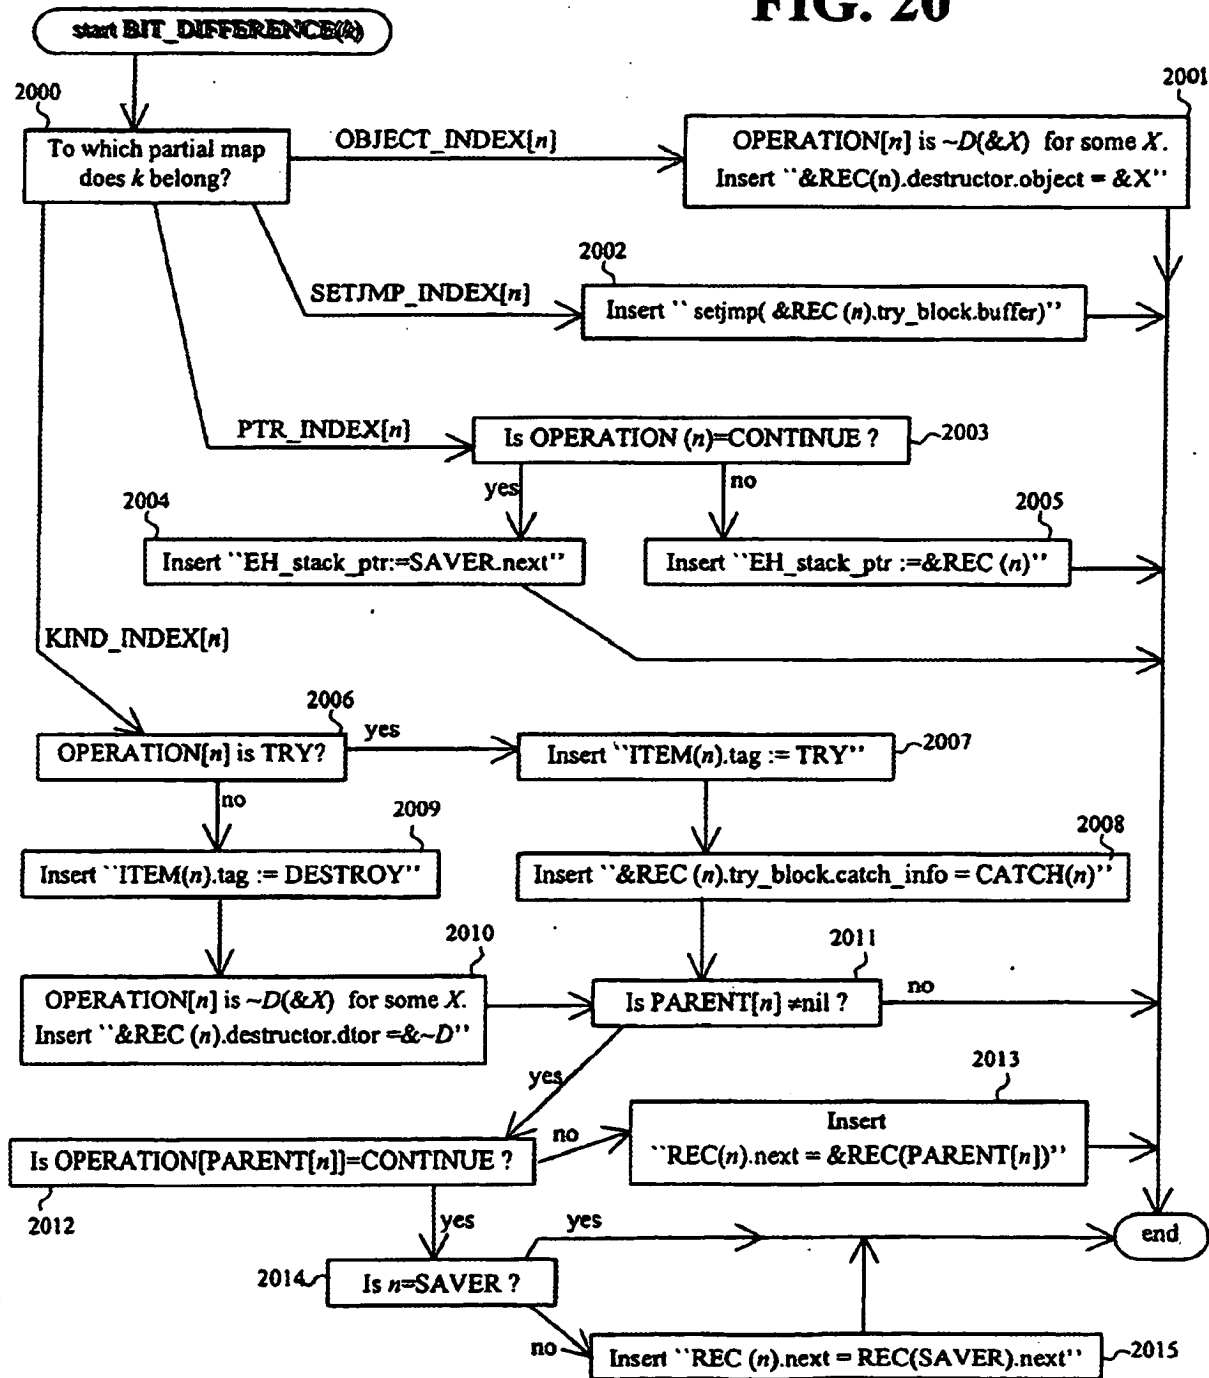 FIG. 20
start BIT_DIFFERENCE(k)
2000
To which partial map
does k belong?
OBJECT_INDEX[n]
2001
OPERATION[n] is ~D(&X) for some X.
Insert ``&REC(n).destructor.object = &X''
SETJMP_INDEX[n]
2002
Insert `` setjmp( &REC (n).try_block.buffer)''
PTR_INDEX[n]
Is OPERATION (n)=CONTINUE ?
2003
yes
no
2004
Insert ``EH_stack_ptr:=SAVER.next''
2005
Insert ``EH_stack_ptr :=&REC (n)''
KIND_INDEX[n]
2006
OPERATION[n] is TRY?
yes
Insert ``ITEM(n).tag := TRY''
2007
no
2009
Insert ``ITEM(n).tag := DESTROY''
2008
Insert ``&REC (n).try_block.catch_info = CATCH(n)''
2010
OPERATION[n] is ~D(&X) for some X.
Insert ``&REC (n).destructor.dtor =&~D''
2011
Is PARENT[n] ≠nil ?
no
yes
2012
Is OPERATION[PARENT[n]]=CONTINUE ?
no
2013
Insert
``REC(n).next = &REC(PARENT[n])''
yes
2014
Is n=SAVER ?
yes
end
no
Insert ``REC (n).next = REC(SAVER).next''
2015